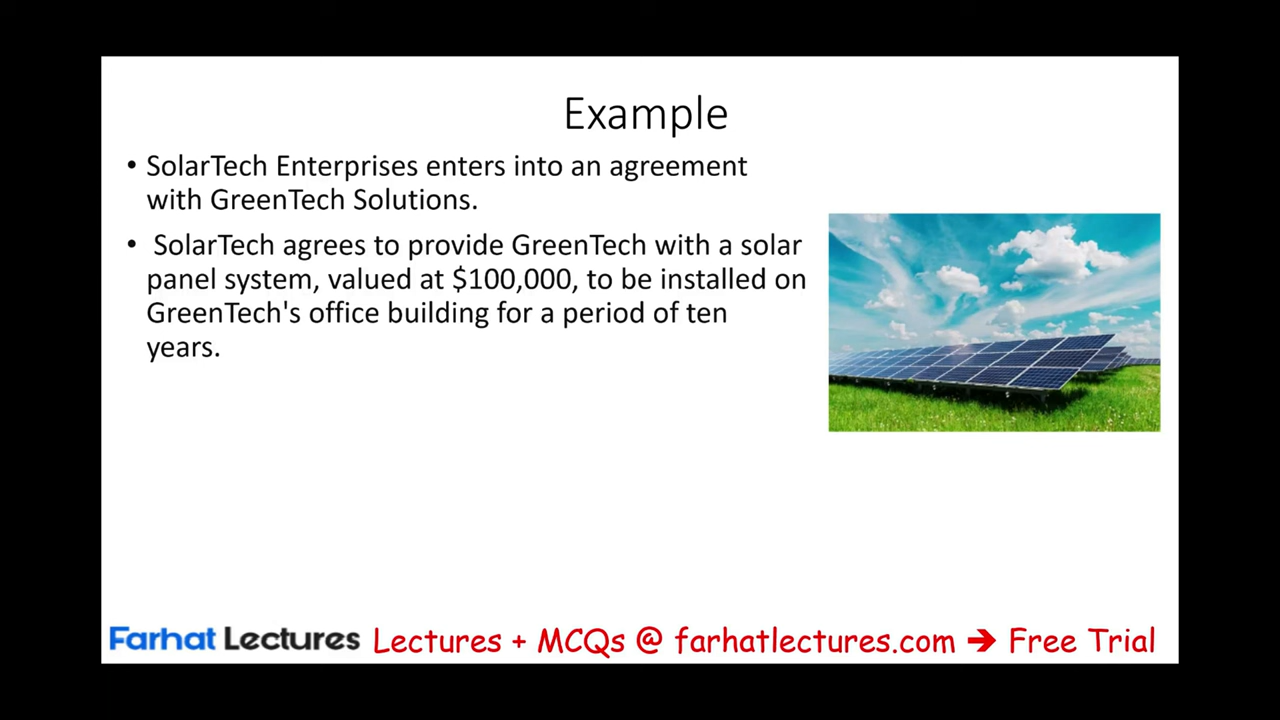 Example
• SolarTech Enterprises enters into an agreement
with GreenTech Solutions.
• SolarTech agrees to provide GreenTech with a solar
panel system, valued at $100,000, to be installed on
GreenTech's office building for a period of ten
years.
Farhat Lectures Lectures + MCQs @ farhatlectures.com ➔ Free Trial